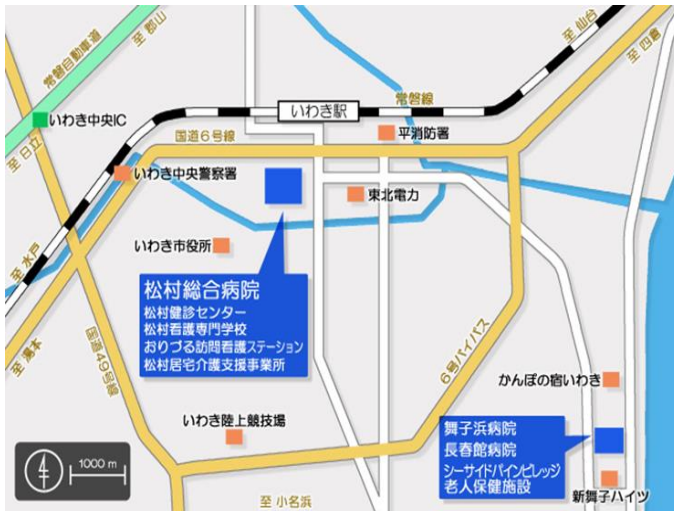 至 郡山
常磐自動車道
いわき中央IC
至 日立
至 仙台
至 四倉
いわき駅
常磐線
平消防署
国道6号線
いわき中央警察署
東北電力
いわき市役所
至 水戸
松村総合病院
松村健診センター
松村看護専門学校
おりづる訪問看護ステーション
松村居宅介護支援事業所
至 湯本
国道49号線
6号バイパス
かんぽの宿いわき
いわき陸上競技場
舞子浜病院
長春館病院
シーサイドパインビレッジ
老人保健施設
1000 m
至 小名浜
新舞子ハイツ